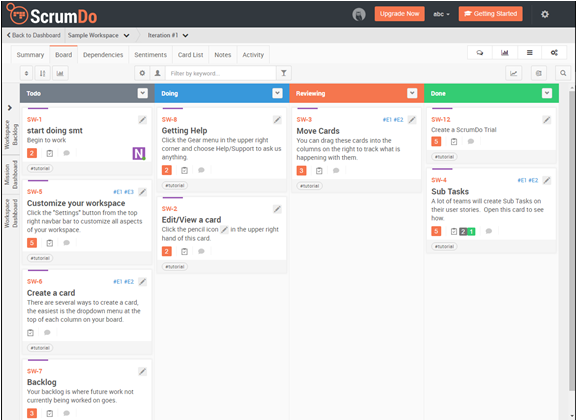 ScrumDo
Upgrade Now
abc
Getting Started
Back to Dashboard
Sample Workspace
Iteration #1
Summary
Board
Dependencies
Sentiments
Card List
Notes
Activity
Filter by keyword...
Workspace Backlog
Mission Dashboard
Workspace Dashboard
Todo
SW-1
start doing smt
Begin to work
2
N
#tutorial
SW-5
#E1 #E3
Customize your workspace
Click the "Settings" button from the top
right navbar bar to customize all aspects
of your workspace.
5
#tutorial
SW-6
#E1 #E2
Create a card
There are several ways to create a card,
the easiest is the dropdown menu at the
top of each column on your board.
#tutorial
SW-7
Backlog
Your backlog is where future work not
currently being worked on goes.
3
Doing
SW-8
Getting Help
Click the Gear menu in the upper right
corner and choose Help/Support to ask us
anything.
2
#tutorial
SW-2
Edit/View a card
Click the pencil icon in the upper right
hand of this card.
2
#tutorial
Reviewing
SW-3
#E1 #E2
Move Cards
You can drag these cards into the
columns on the right to track what is
happening with them.
3
#tutorial
Done
SW-12
Create a ScrumDo Trial
5
SW-4
#E1 #E2
Sub Tasks
A lot of teams will create Sub Tasks on
their user stories. Open this card to see
how.
5
2 1
#tutorial